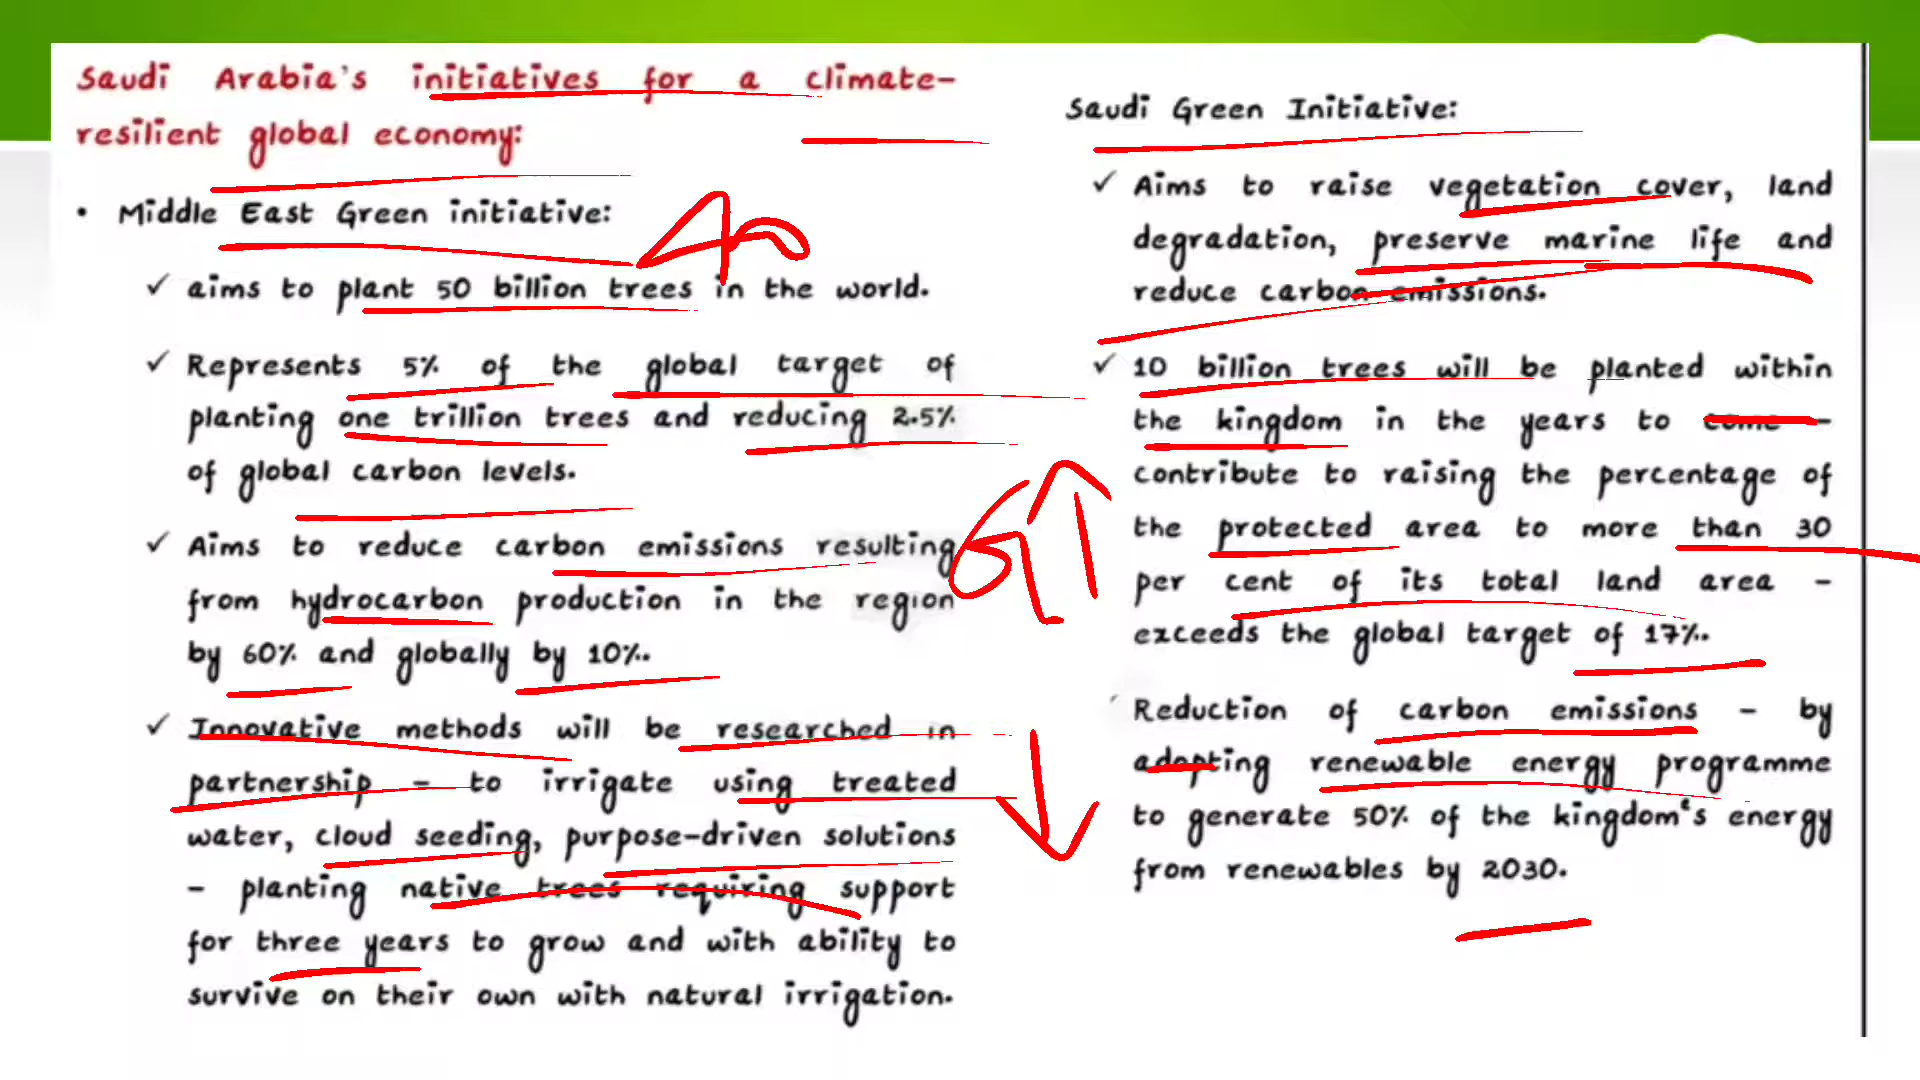 Saudi Arabia's initiatives for a climate-
resilient global economy:
• Middle East Green initiative:
40
✓ aims to plant 50 billion trees in the world.
✓ Represents 5% of the global target of
planting one trillion trees and reducing 2.5%
of global carbon levels.
✓ Aims to reduce carbon emissions resulting
from hydrocarbon production in the region
by 60% and globally by 10%.
✓ Innovative methods will be researched in
partnership - to irrigate using treated
water, cloud seeding, purpose-driven solutions
- planting native trees requiring support
for three years to grow and with ability to
survive on their own with natural irrigation.
Saudi Green Initiative:
✓ Aims to raise vegetation cover, land
degradation, preserve marine life and
reduce carbon emissions.
✓ 10 billion trees will be planted within
the kingdom in the years to come -
contribute to raising the percentage of
the protected area to more than 30
per cent of its total land area -
exceeds the global target of 17%.
Reduction of carbon emissions - by
adopting renewable energy programme
to generate 50% of the kingdom's energy
from renewables by 2030.